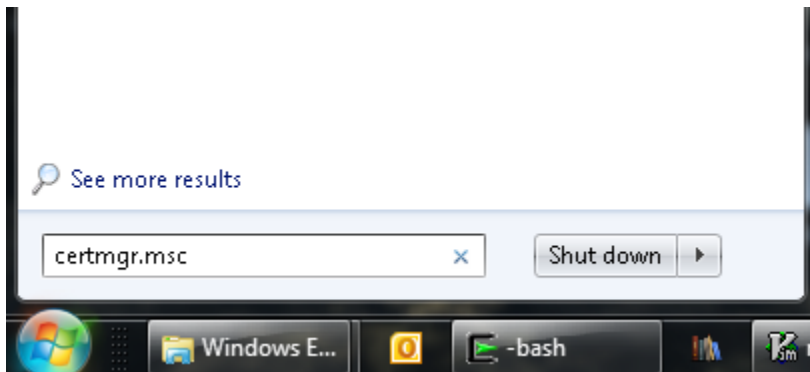 See more results
certmgr.msc
Shut down
Windows E...
-bash